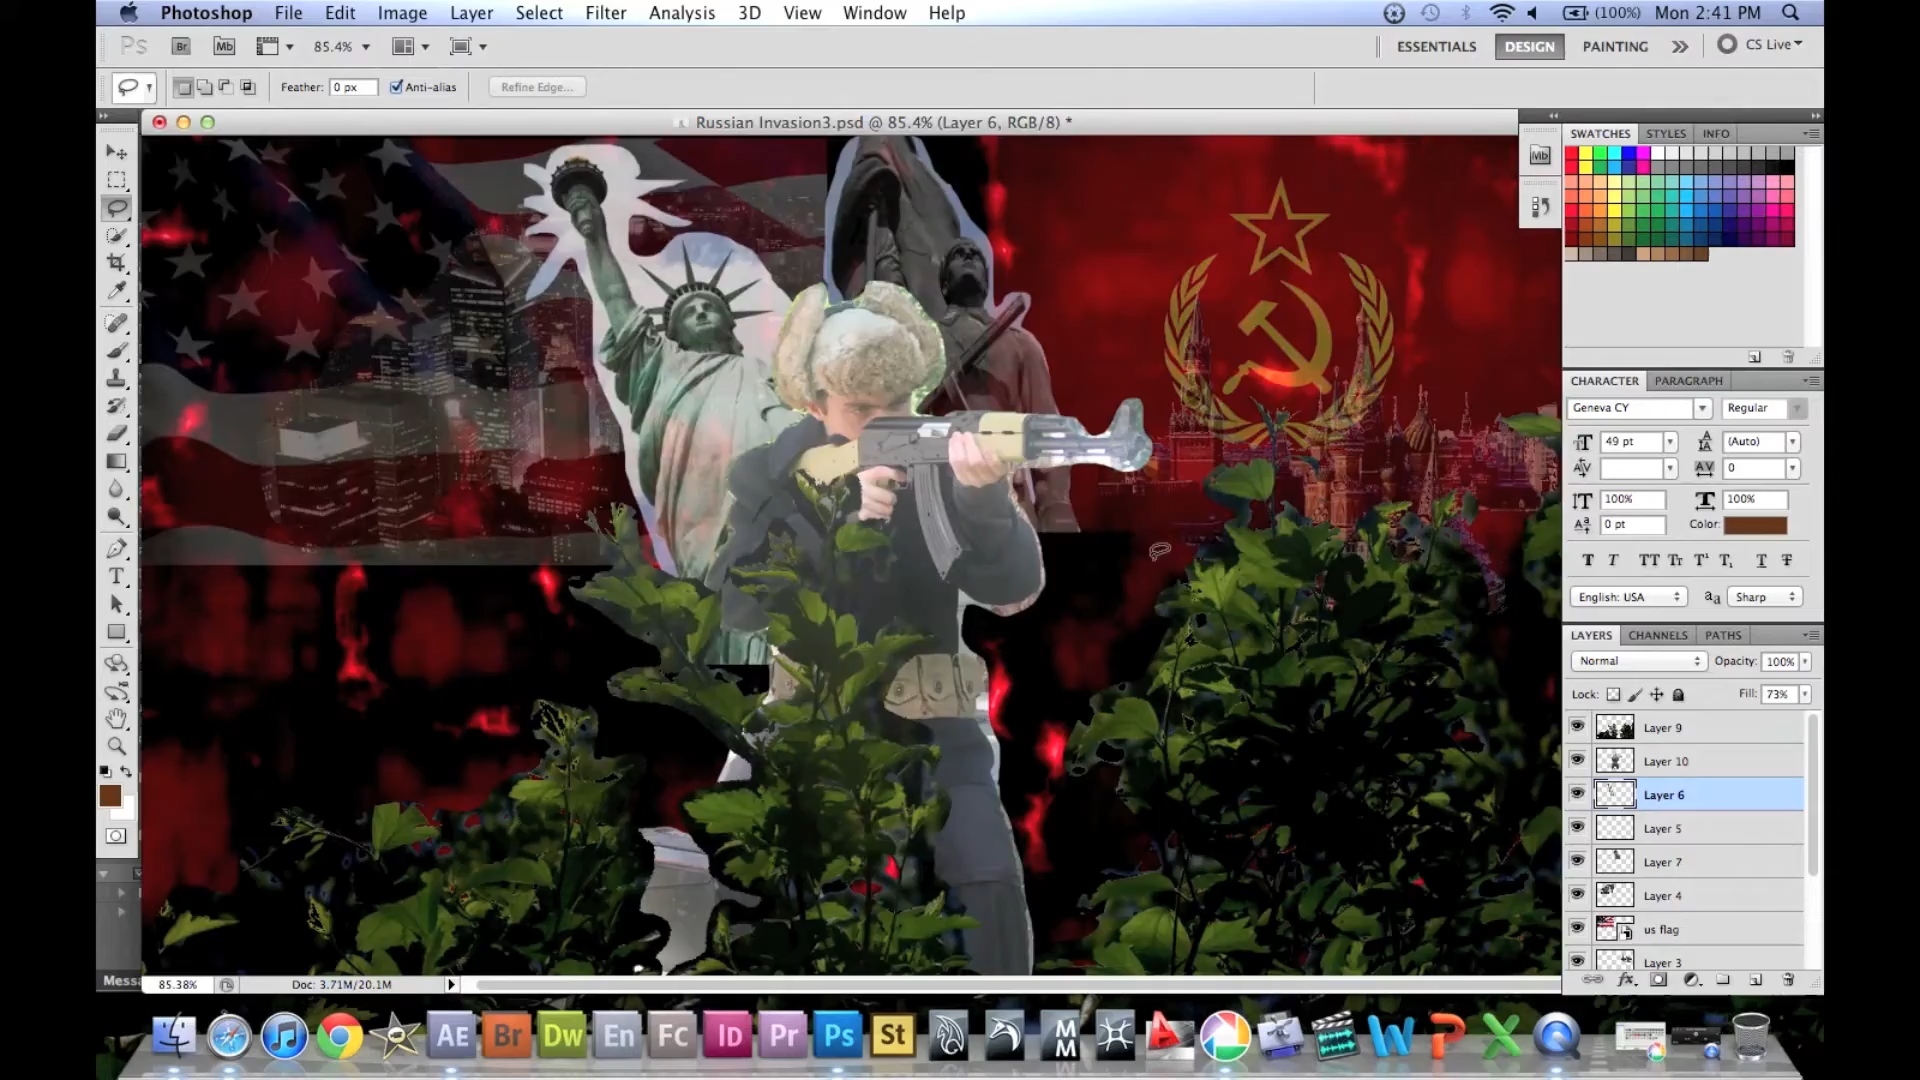 Photoshop File Edit Image Layer Select Filter Analysis 3D View Window Help (100%) Mon 2:41 PM
Ps Br Mb 85.4% ESSENTIALS DESIGN PAINTING CS Live
Feather: 0 px Anti-alias Refine Edge...
Russian Invasion3.psd @ 85.4% (Layer 6, RGB/8) *
SWATCHES STYLES INFO
Mb
CHARACTER PARAGRAPH
Geneva CY Regular
49 pt (Auto)
0
100% 100%
0 pt Color:
English: USA Sharp
LAYERS CHANNELS PATHS
Normal Opacity: 100%
Lock: Fill: 73%
Layer 9
Layer 10
Layer 6
Layer 5
Layer 7
Layer 4
us flag
Layer 3
85.38% Doc: 3.71M/20.1M
AE Br Dw En FC Id Pr Ps St MM W P X